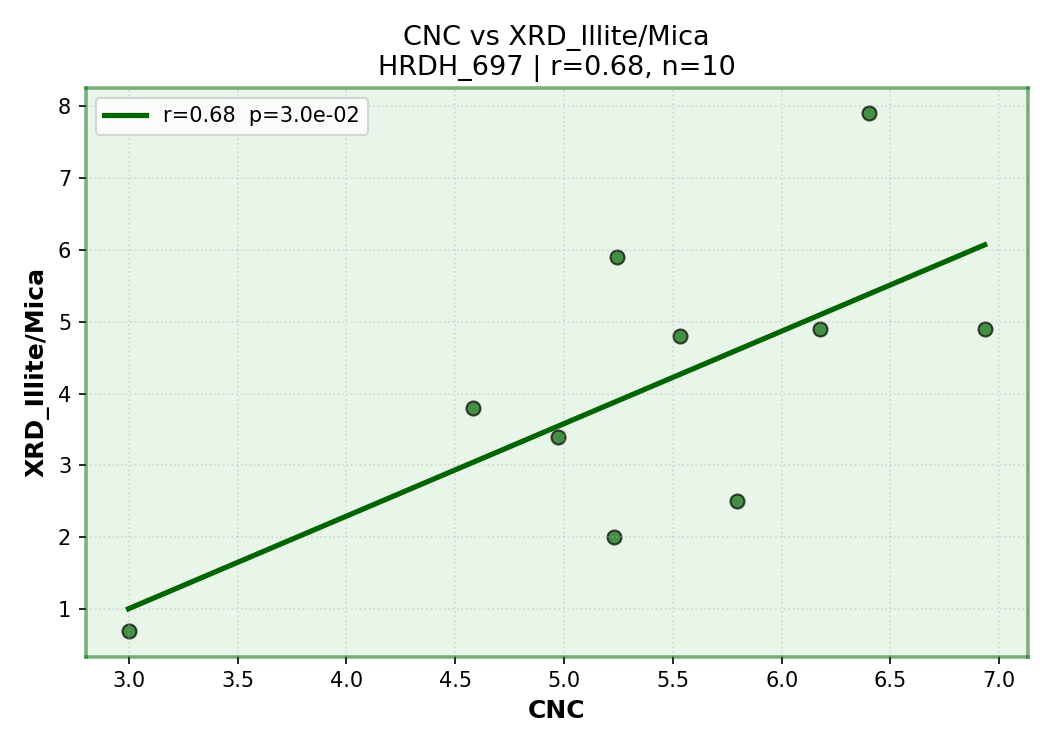 CNC vs XRD_Illite/Mica
HRDH_697 | r=0.68, n=10
r=0.68  p=3.0e-02
8
7
6
5
4
3
2
1
XRD_Illite/Mica
3.0 3.5 4.0 4.5 5.0 5.5 6.0 6.5 7.0
CNC